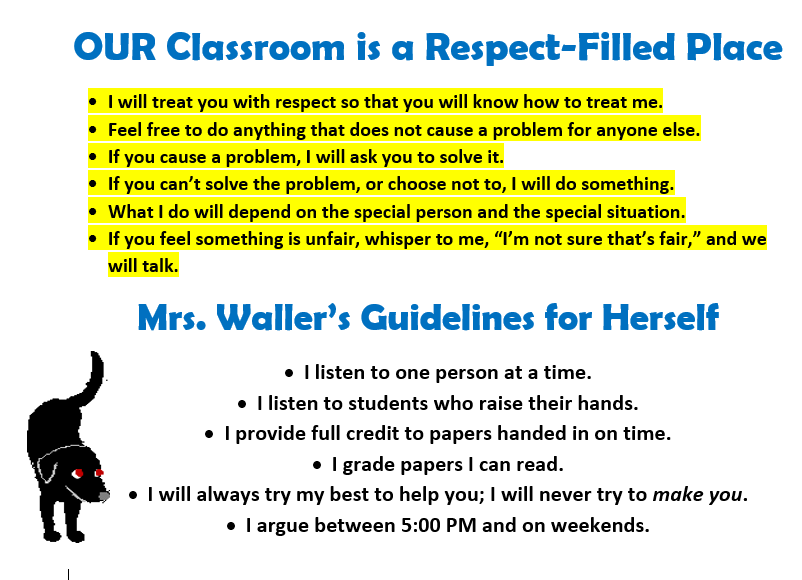 OUR Classroom is a Respect-Filled Place
• I will treat you with respect so that you will know how to treat me.
• Feel free to do anything that does not cause a problem for anyone else.
• If you cause a problem, I will ask you to solve it.
• If you can’t solve the problem, or choose not to, I will do something.
• What I do will depend on the special person and the special situation.
• If you feel something is unfair, whisper to me, “I’m not sure that’s fair,” and we
will talk.
Mrs. Waller’s Guidelines for Herself
• I listen to one person at a time.
• I listen to students who raise their hands.
• I provide full credit to papers handed in on time.
• I grade papers I can read.
• I will always try my best to help you; I will never try to make you.
• I argue between 5:00 PM and on weekends.